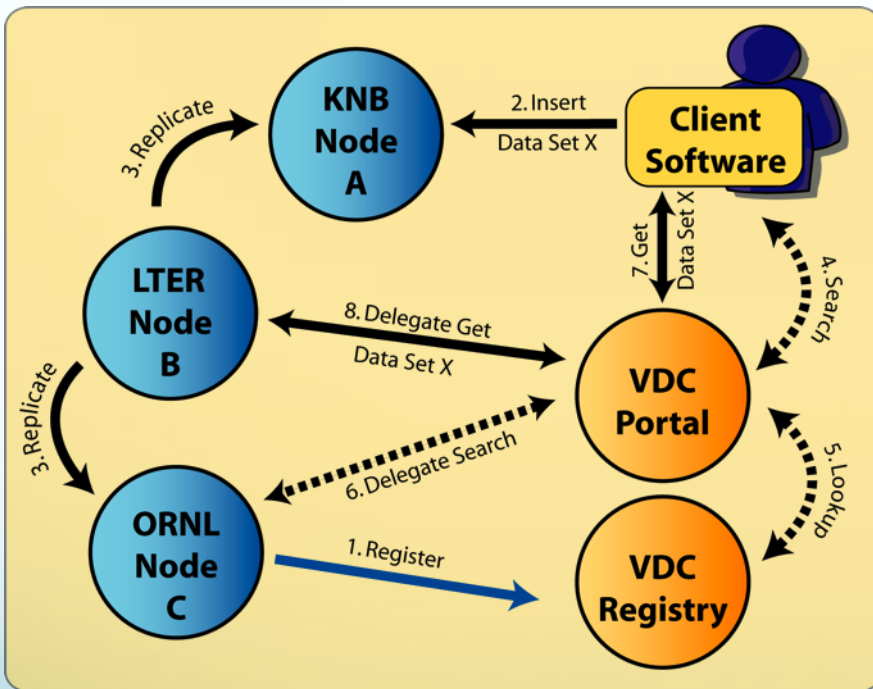 KNB
Node
A
3. Replicate
2. Insert
Data Set X
Client
Software
LTER
Node
B
7. Get
Data Set X
4. Search
8. Delegate Get
Data Set X
VDC
Portal
3. Replicate
6. Delegate Search
5. Lookup
ORNL
Node
C
1. Register
VDC
Registry